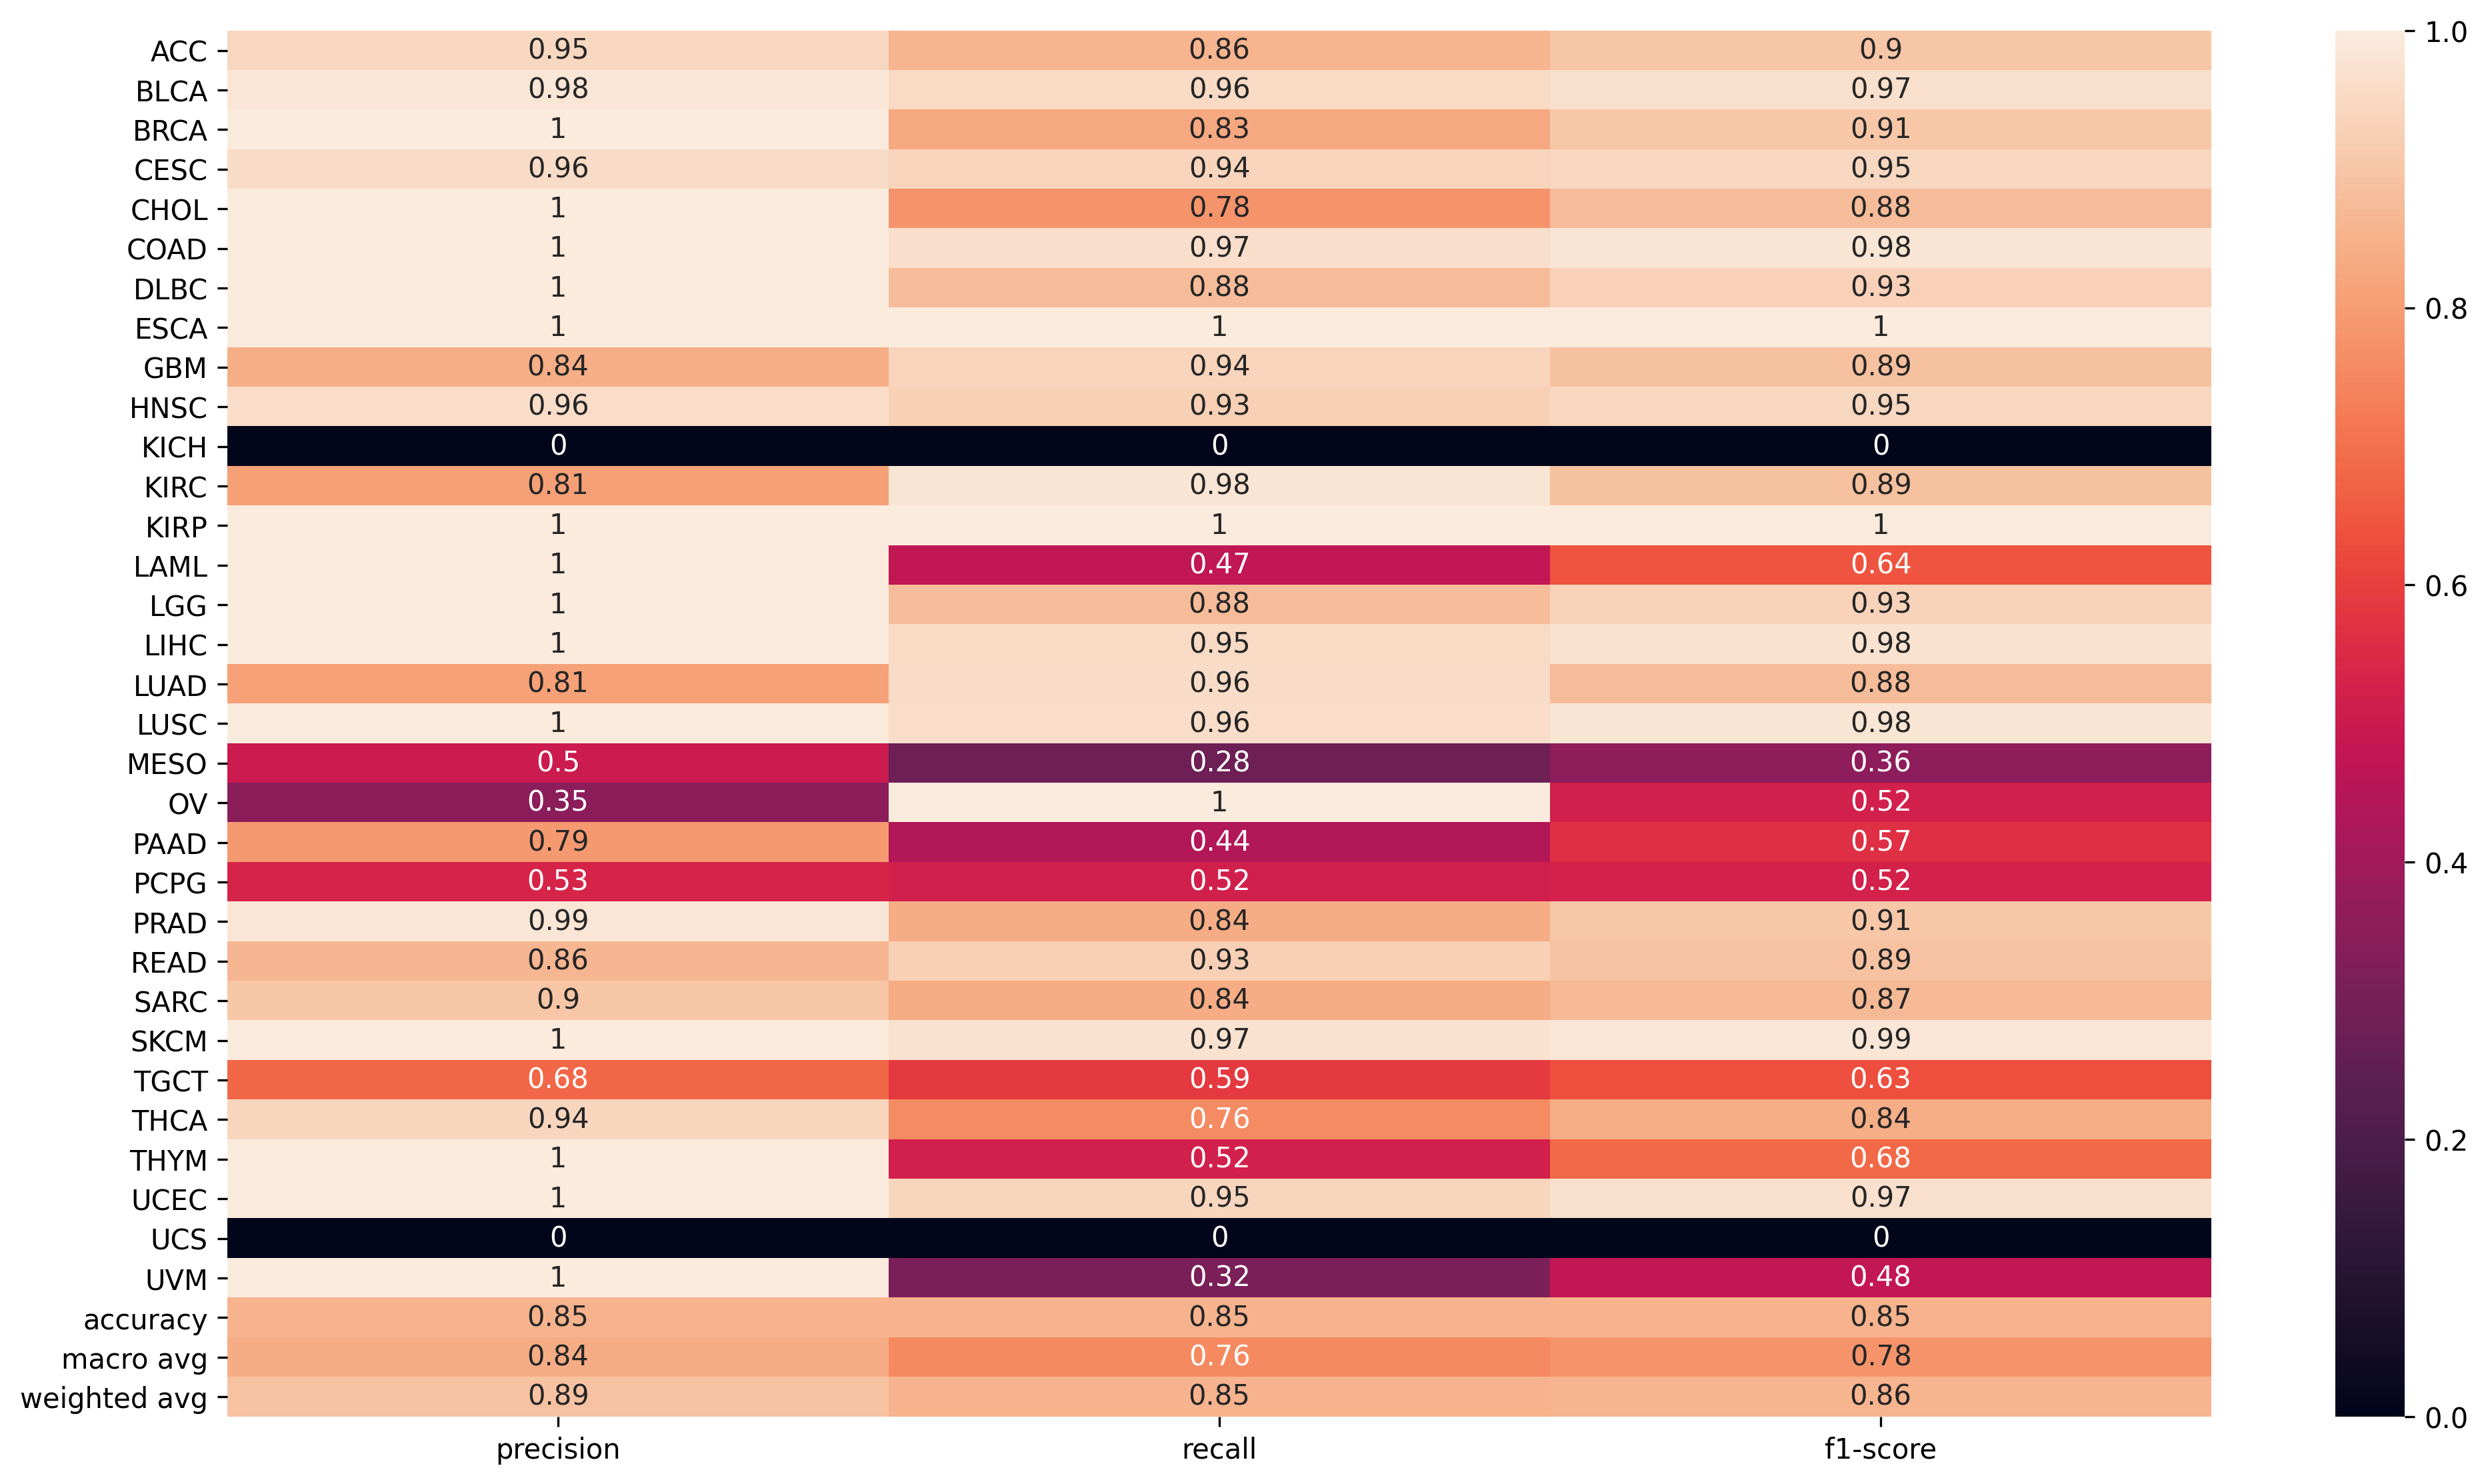 ACC 0.95 0.86 0.9 1.0
BLCA 0.98 0.96 0.97
BRCA 1 0.83 0.91
CESC 0.96 0.94 0.95
CHOL 1 0.78 0.88
COAD 1 0.97 0.98
DLBC 1 0.88 0.93 0.8
ESCA 1 1 1
GBM 0.84 0.94 0.89
HNSC 0.96 0.93 0.95
KICH 0 0 0
KIRC 0.81 0.98 0.89
KIRP 1 1 1
LAML 1 0.47 0.64
LGG 1 0.88 0.93 0.6
LIHC 1 0.95 0.98
LUAD 0.81 0.96 0.88
LUSC 1 0.96 0.98
MESO 0.5 0.28 0.36
OV 0.35 1 0.52
PAAD 0.79 0.44 0.57 0.4
PCPG 0.53 0.52 0.52
PRAD 0.99 0.84 0.91
READ 0.86 0.93 0.89
SARC 0.9 0.84 0.87
SKCM 1 0.97 0.99
TGCT 0.68 0.59 0.63
THCA 0.94 0.76 0.84 0.2
THYM 1 0.52 0.68
UCEC 1 0.95 0.97
UCS 0 0 0
UVM 1 0.32 0.48
accuracy 0.85 0.85 0.85
macro avg 0.84 0.76 0.78
weighted avg 0.89 0.85 0.86 0.0
precision recall f1-score